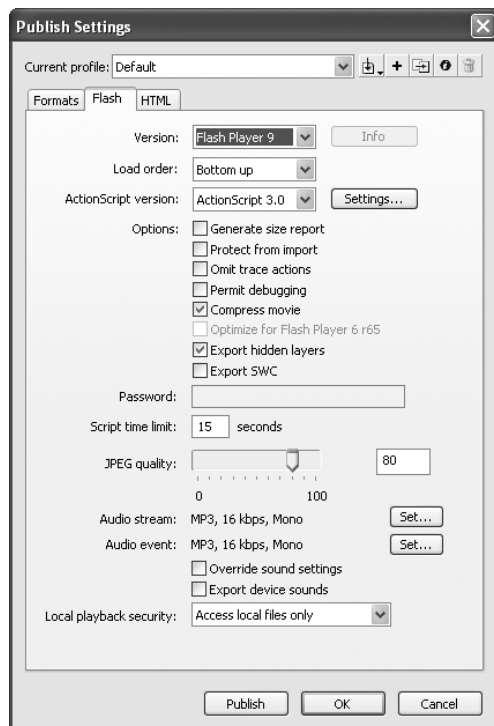 Publish Settings
Current profile: Default
Formats Flash HTML
Version: Flash Player 9 Info
Load order: Bottom up
ActionScript version: ActionScript 3.0 Settings...
Options: Generate size report
Protect from import
Omit trace actions
Permit debugging
Compress movie
Optimize for Flash Player 6 r65
Export hidden layers
Export SWC
Password:
Script time limit: 15 seconds
JPEG quality: 80
0 100
Audio stream: MP3, 16 kbps, Mono Set...
Audio event: MP3, 16 kbps, Mono Set...
Override sound settings
Export device sounds
Local playback security: Access local files only
Publish OK Cancel